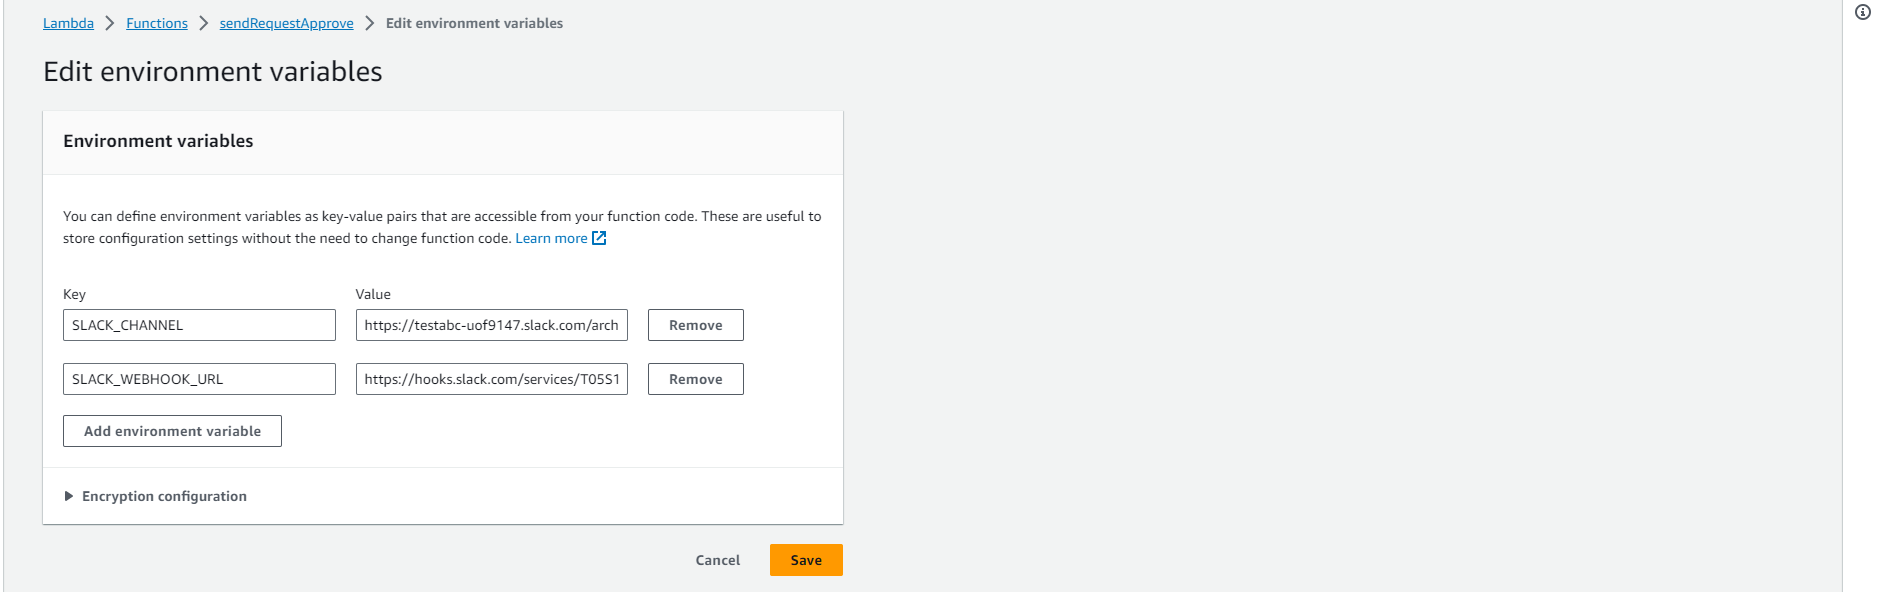 Lambda > Functions > sendRequestApprove > Edit environment variables
Edit environment variables
Environment variables
You can define environment variables as key-value pairs that are accessible from your function code. These are useful to
store configuration settings without the need to change function code. Learn more
Key Value
SLACK_CHANNEL https://testabc-uof9147.slack.com/arch Remove
SLACK_WEBHOOK_URL https://hooks.slack.com/services/T05S1 Remove
Add environment variable
Encryption configuration
Cancel Save